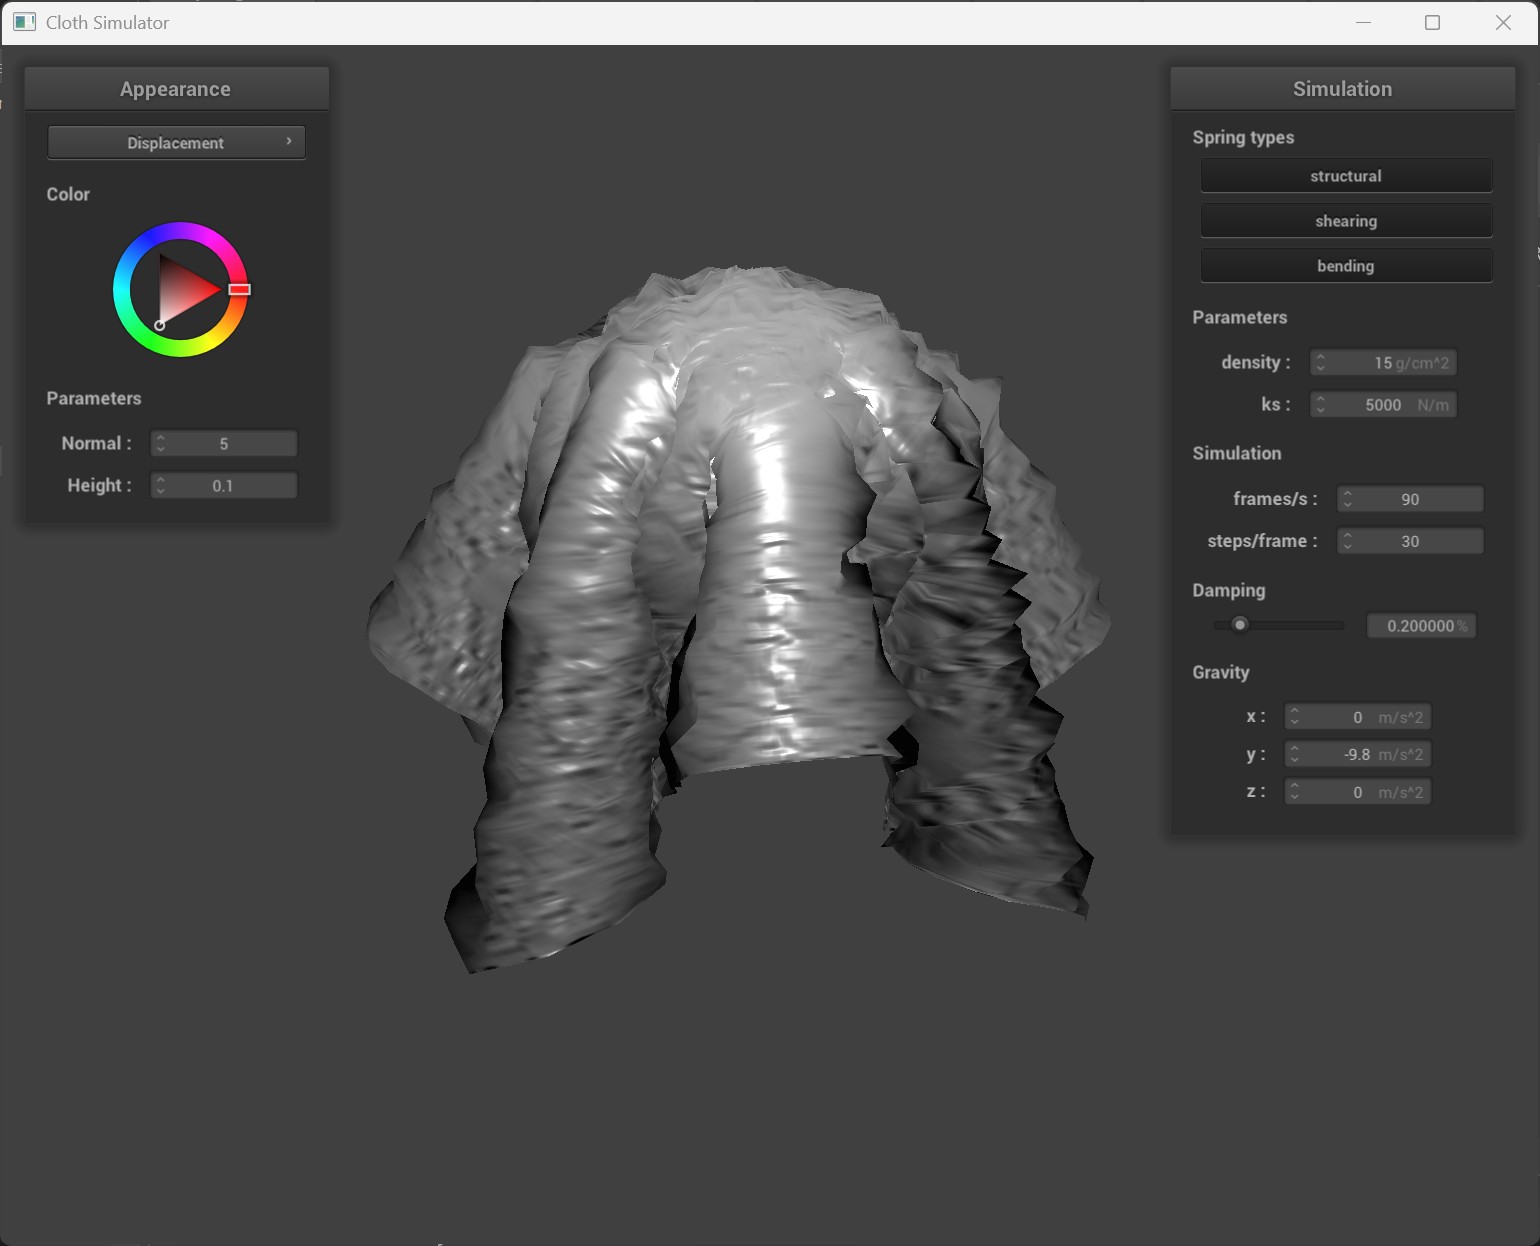 Cloth Simulator
Appearance
Displacement
Color
Parameters
Normal : 5
Height : 0.1
Simulation
Spring types
structural
shearing
bending
Parameters
density : 15 g/cm^2
ks : 5000 N/m
Simulation
frames/s : 90
steps/frame : 30
Damping
0.200000 %
Gravity
x : 0 m/s^2
y : -9.8 m/s^2
z : 0 m/s^2